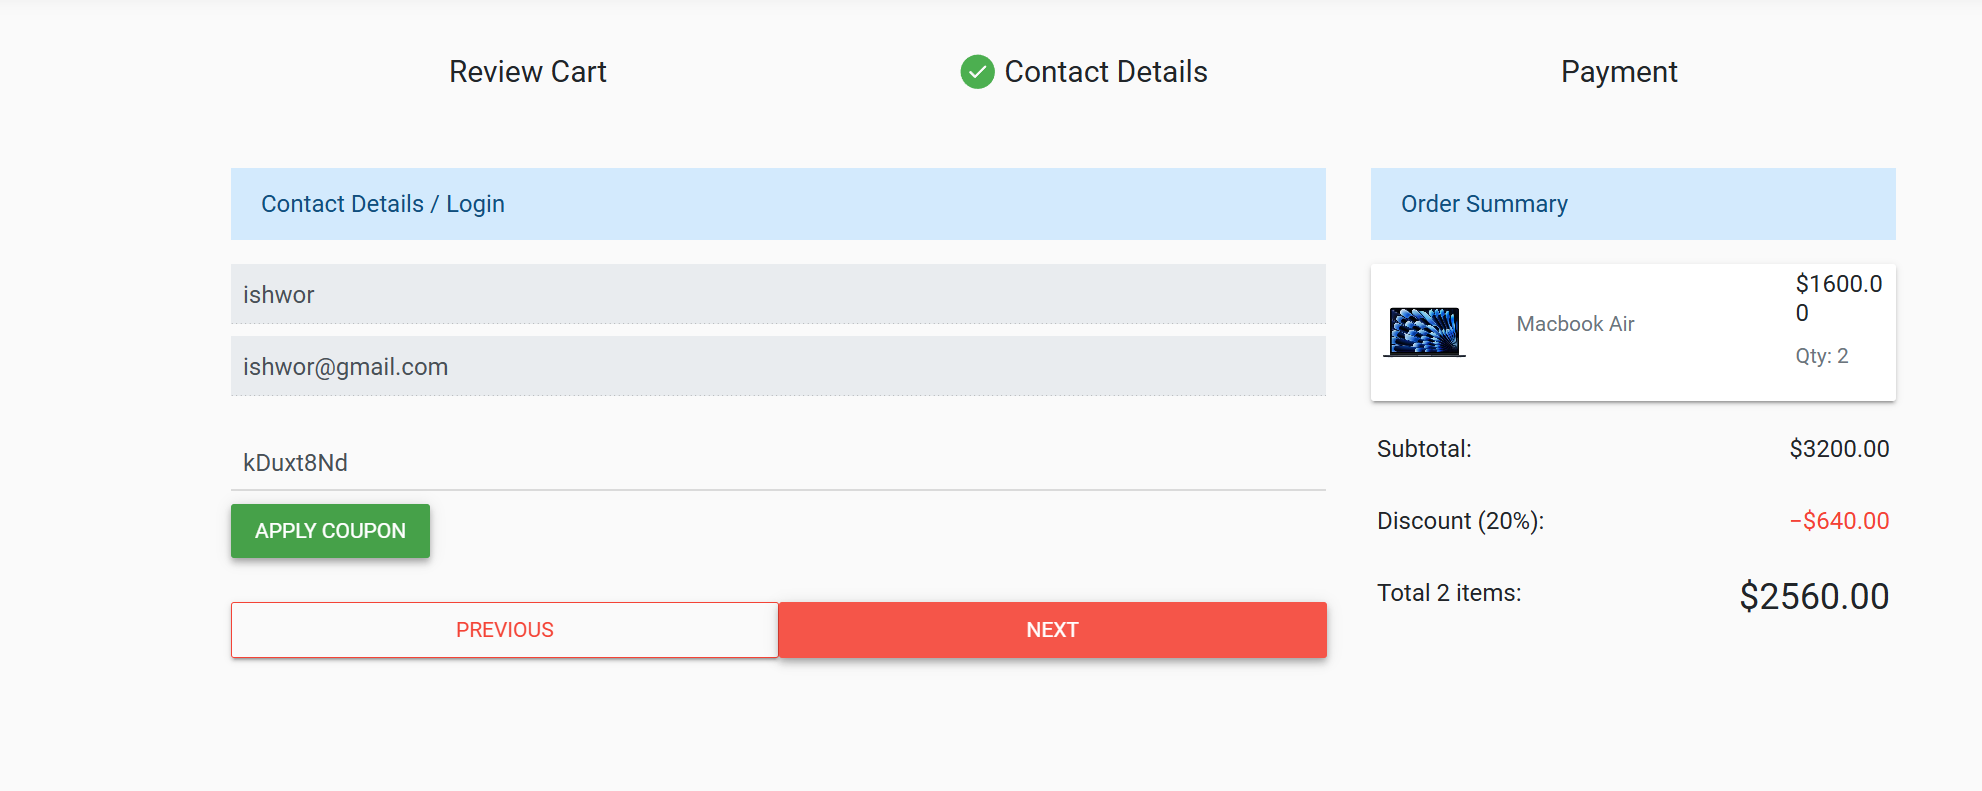 Review Cart
Contact Details
Payment
Contact Details / Login
ishwor
ishwor@gmail.com
kDuxt8Nd
APPLY COUPON
PREVIOUS
NEXT
Order Summary
Macbook Air
$1600.0
0
Qty: 2
Subtotal: $3200.00
Discount (20%): −$640.00
Total 2 items: $2560.00